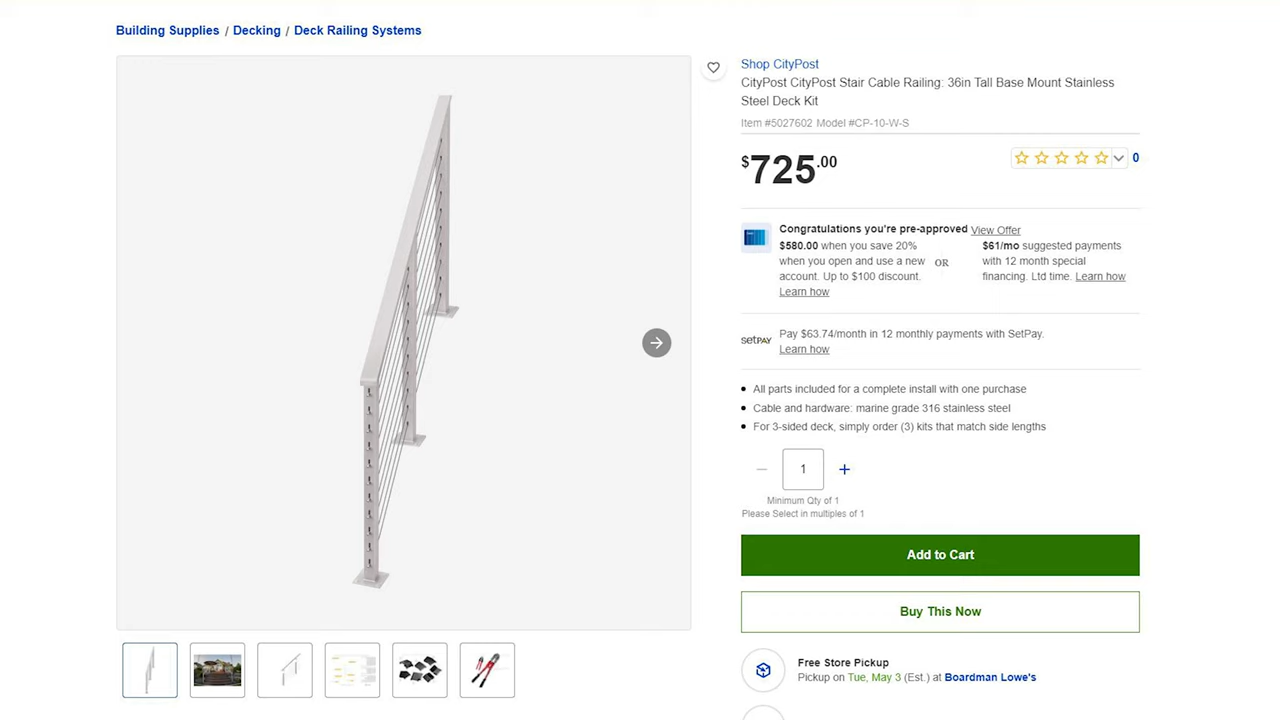 Building Supplies / Decking / Deck Railing Systems
Shop CityPost
CityPost CityPost Stair Cable Railing: 36in Tall Base Mount Stainless
Steel Deck Kit
Item #5027602 Model #CP-10-W-S
$725.00
0
Congratulations you're pre-approved View Offer
$580.00 when you save 20%
when you open and use a new
account. Up to $100 discount.
Learn how
OR
$61/mo suggested payments
with 12 month special
financing. Ltd time. Learn how
setpay
Pay $63.74/month in 12 monthly payments with SetPay.
Learn how
All parts included for a complete install with one purchase
Cable and hardware: marine grade 316 stainless steel
For 3-sided deck, simply order (3) kits that match side lengths
1
Minimum Qty of 1
Please Select in multiples of 1
Add to Cart
Buy This Now
Free Store Pickup
Pickup on Tue, May 3 (Est.) at Boardman Lowe's